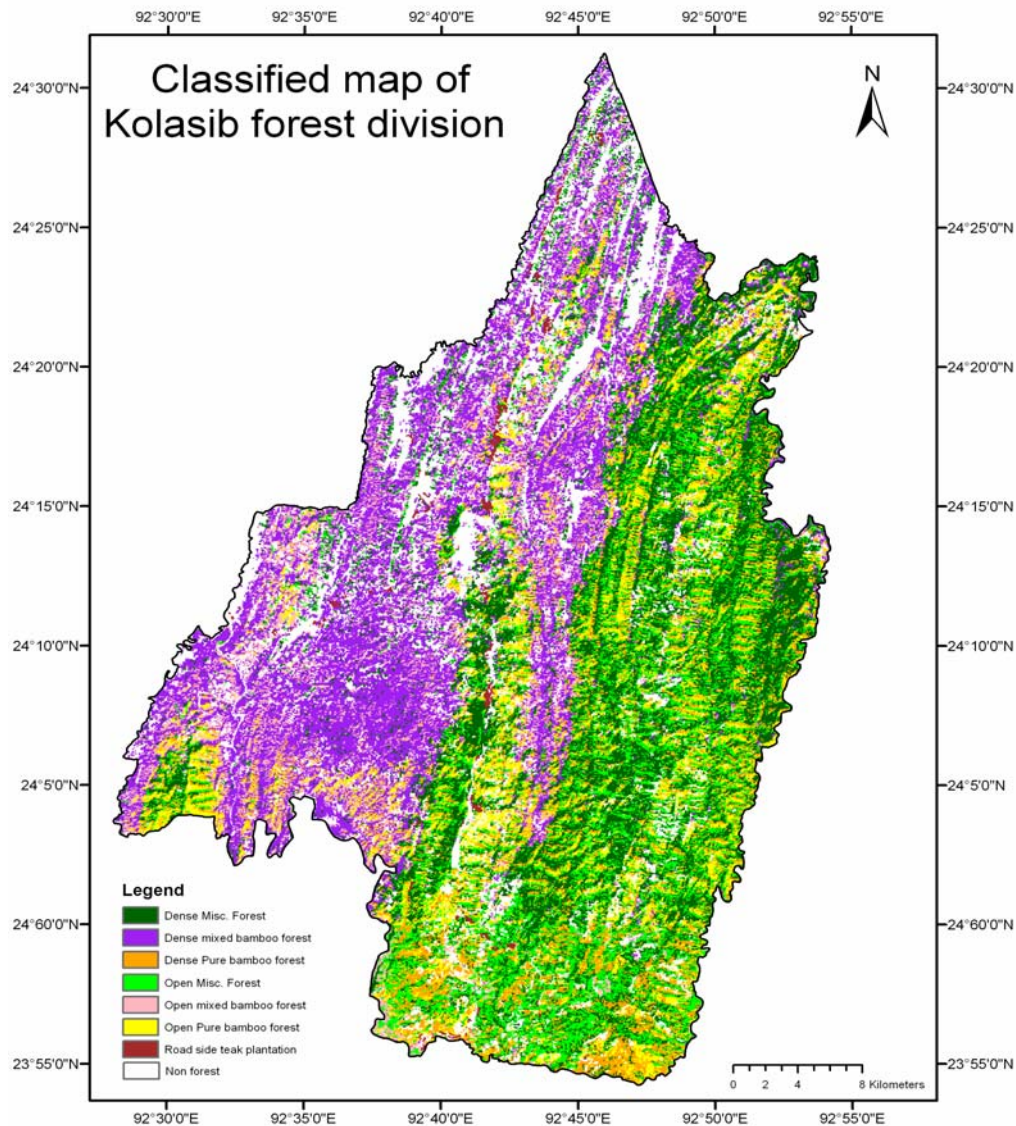 92°30'0"E 92°35'0"E 92°40'0"E 92°45'0"E 92°50'0"E 92°55'0"E
Classified map of
Kolasib forest division
N
24°30'0"N 24°30'0"N
24°25'0"N 24°25'0"N
24°20'0"N 24°20'0"N
24°15'0"N 24°15'0"N
24°10'0"N 24°10'0"N
24°5'0"N 24°5'0"N
24°60'0"N 24°60'0"N
23°55'0"N 23°55'0"N
Legend
Dense Misc. Forest
Dense mixed bamboo forest
Dense Pure bamboo forest
Open Misc. Forest
Open mixed bamboo forest
Open Pure bamboo forest
Road side teak plantation
Non forest
0 2 4 8 Kilometers
92°30'0"E 92°35'0"E 92°40'0"E 92°45'0"E 92°50'0"E 92°55'0"E